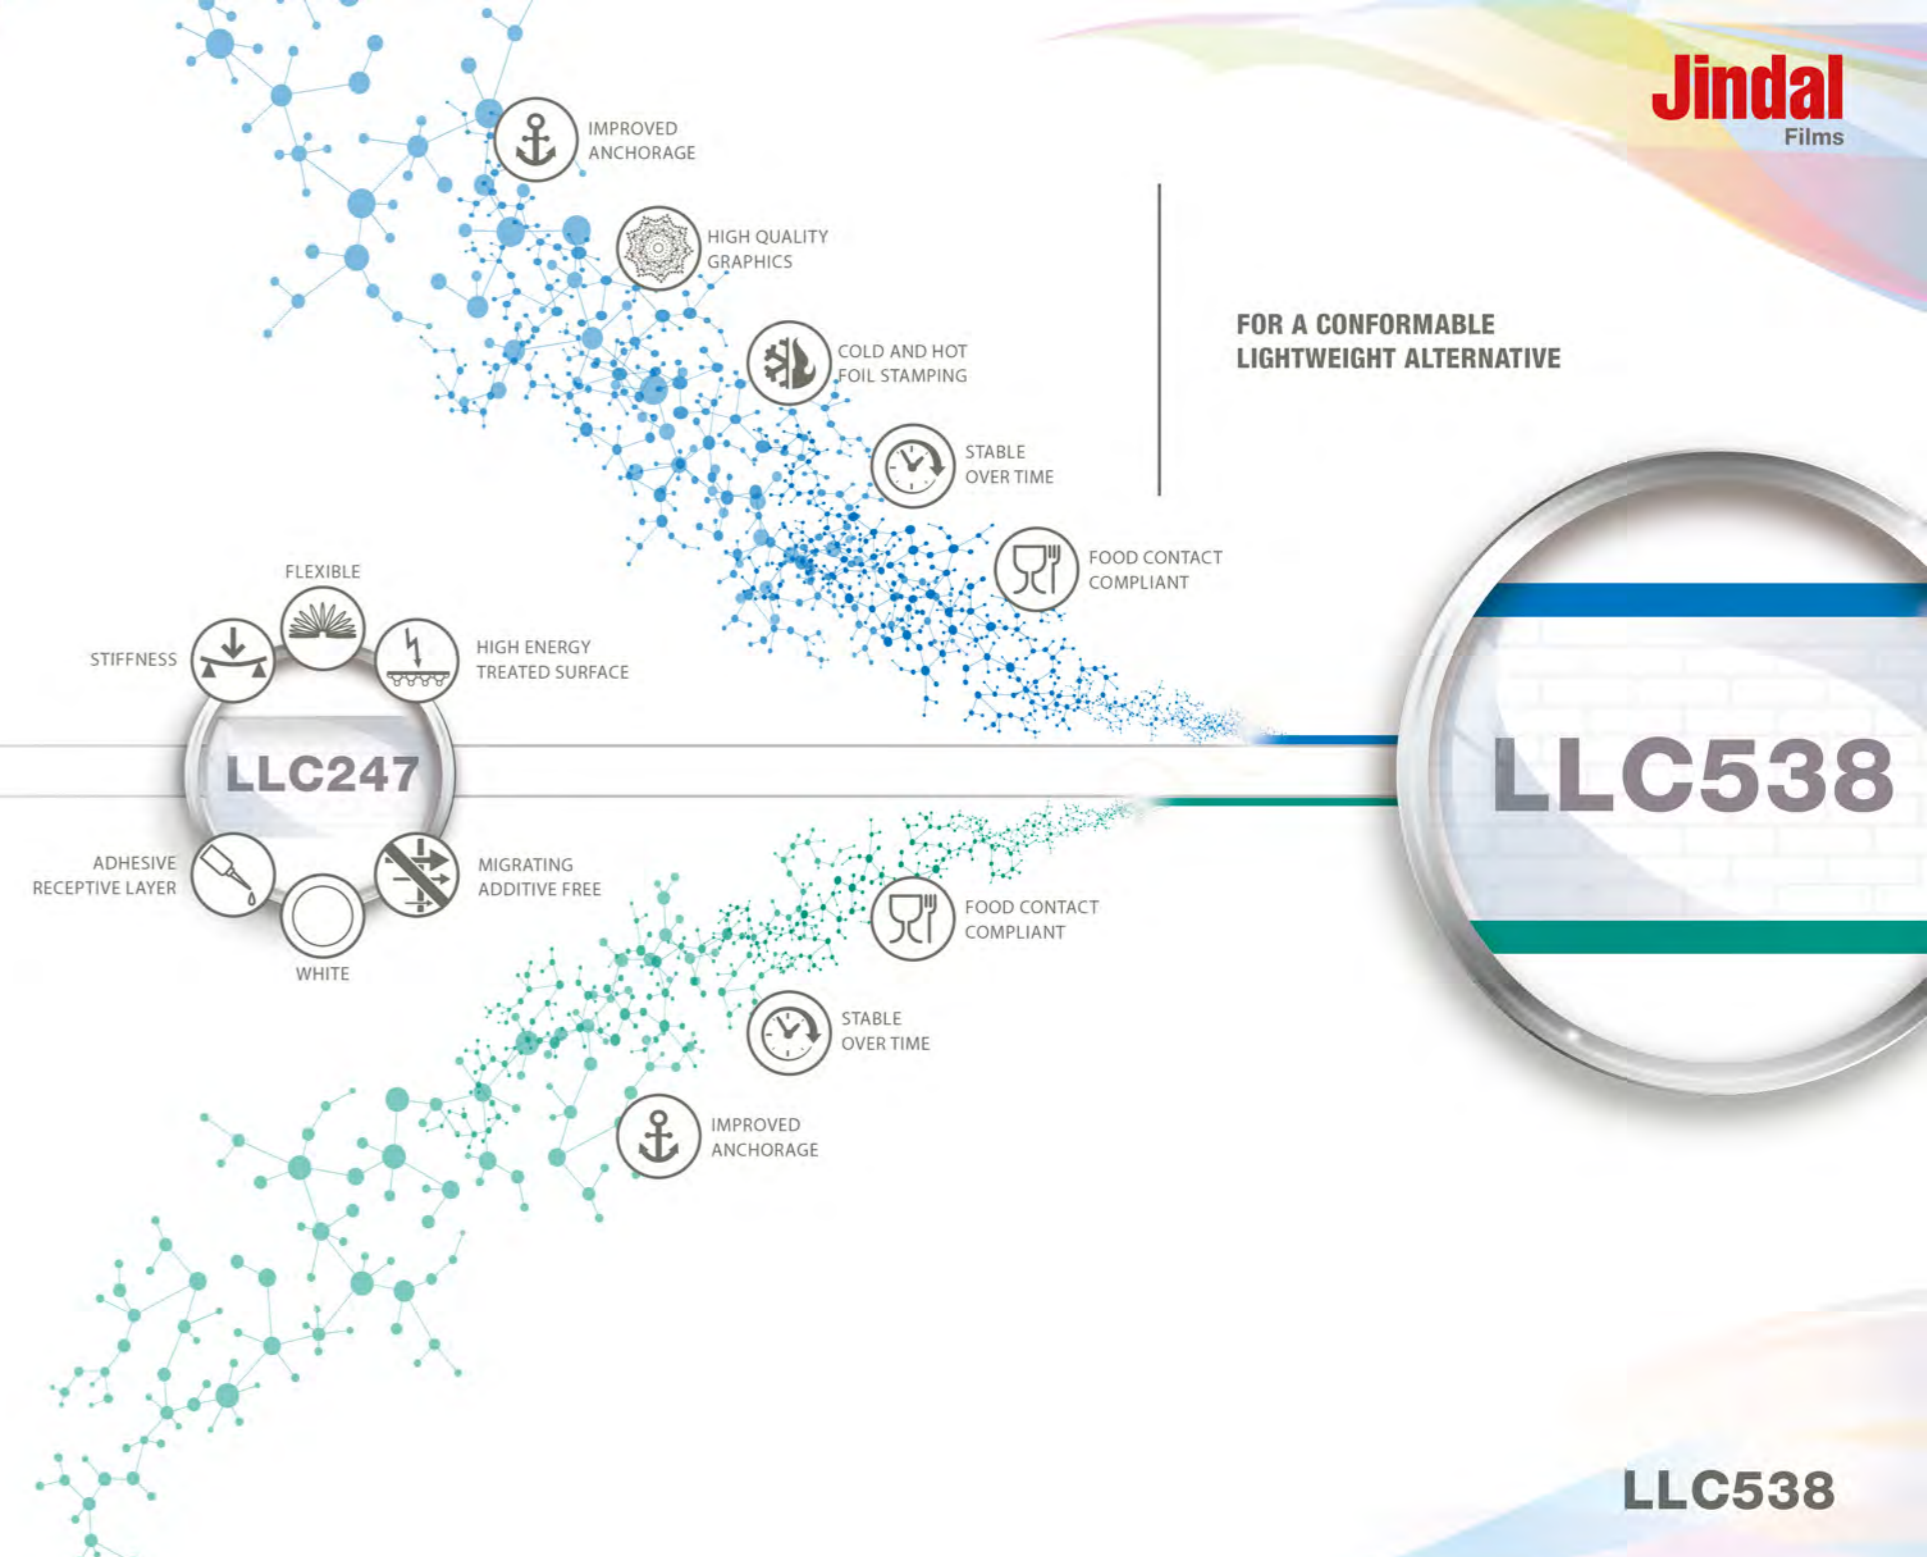 Jindal
Films
IMPROVED
ANCHORAGE
HIGH QUALITY
GRAPHICS
COLD AND HOT
FOIL STAMPING
STABLE
OVER TIME
FOOD CONTACT
COMPLIANT
FOR A CONFORMABLE
LIGHTWEIGHT ALTERNATIVE
FLEXIBLE
STIFFNESS
HIGH ENERGY
TREATED SURFACE
LLC247
ADHESIVE
RECEPTIVE LAYER
MIGRATING
ADDITIVE FREE
WHITE
LLC538
FOOD CONTACT
COMPLIANT
STABLE
OVER TIME
IMPROVED
ANCHORAGE
LLC538